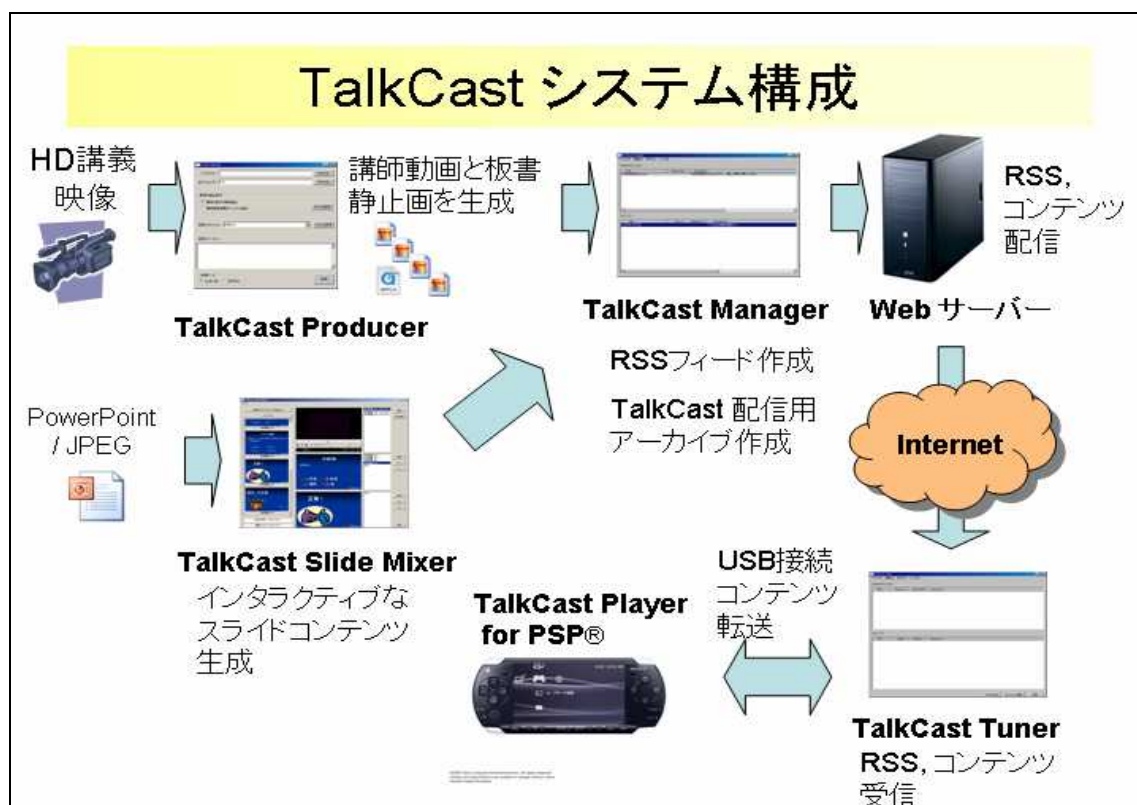 TalkCast システム構成
HD講義
映像
講師動画と板書
静止画を生成
RSS,
コンテンツ
配信
TalkCast Producer
TalkCast Manager
Web サーバー
RSSフィード作成
TalkCast 配信用
アーカイブ作成
PowerPoint
/ JPEG
Internet
TalkCast Slide Mixer
インタラクティブな
スライドコンテンツ
生成
TalkCast Player
for PSP®
USB接続
コンテンツ
転送
TalkCast Tuner
RSS, コンテンツ
受信